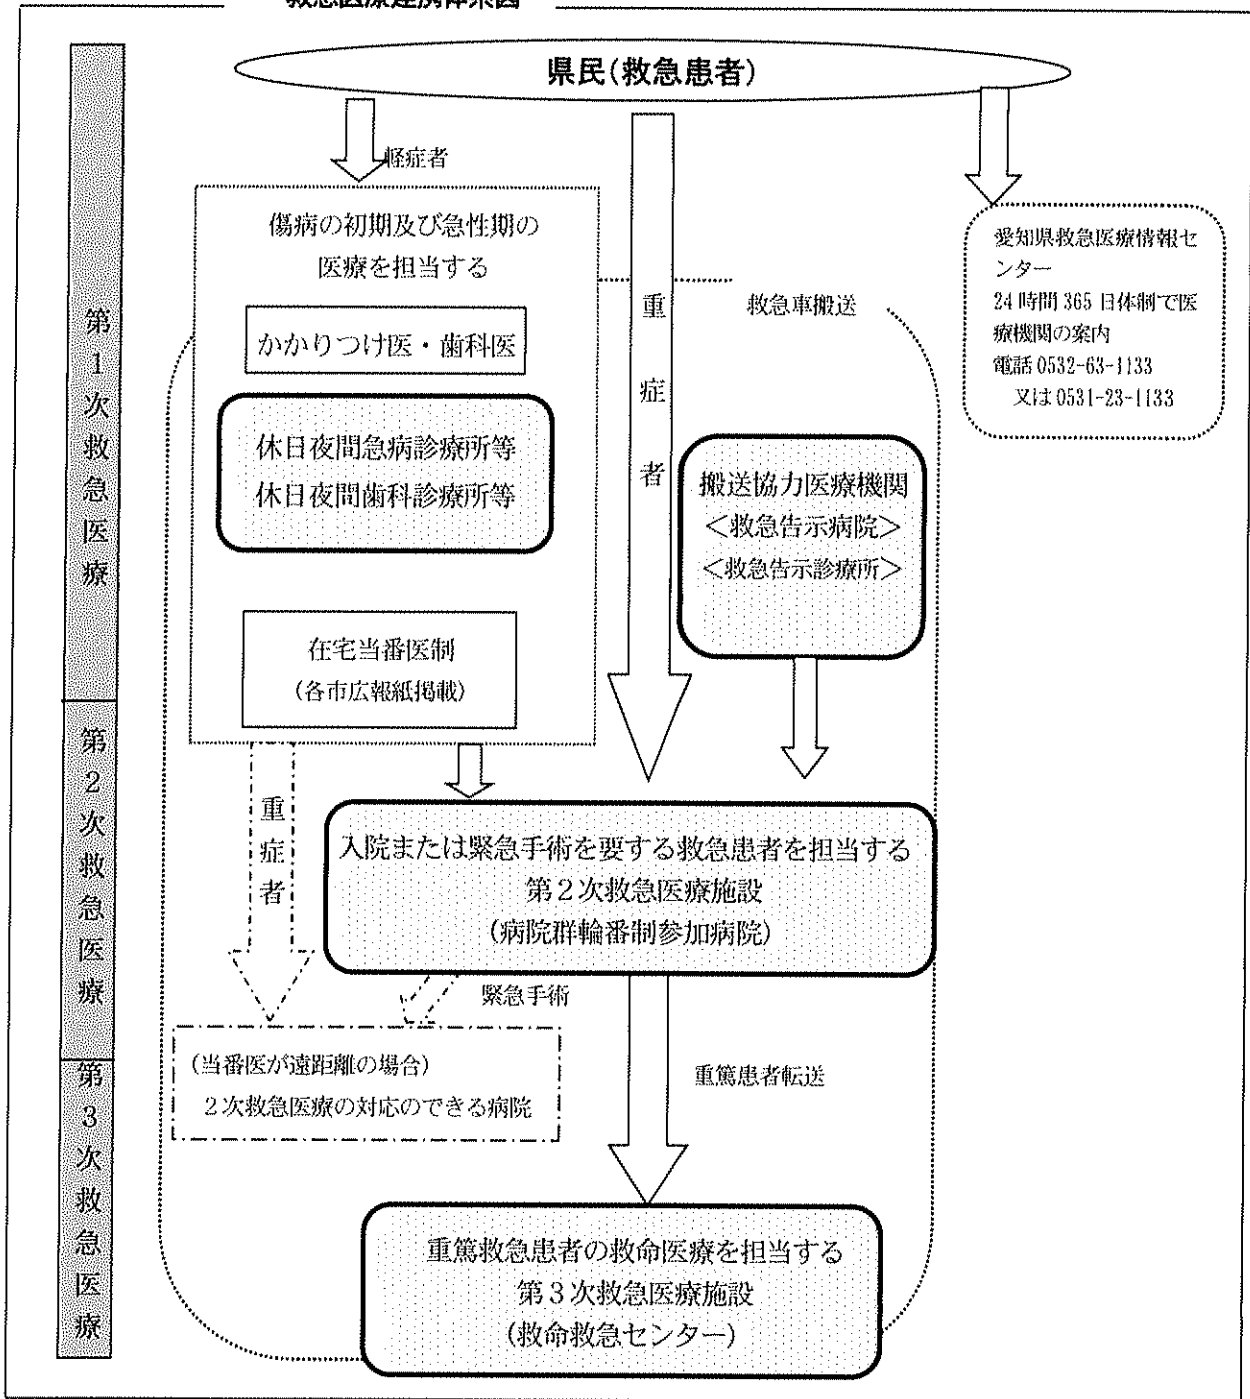 救急医療連携体系図
県民(救急患者)
軽症者
傷病の初期及び急性期の
医療を担当する
かかりつけ医・歯科医
休日夜間急病診療所等
休日夜間歯科診療所等
在宅当番医制
(各市広報紙掲載)
重症者
救急車搬送
搬送協力医療機関
<救急告示病院>
<救急告示診療所>
愛知県救急医療情報セ
ンター
24時間365日体制で医
療機関の案内
電話 0532-63-1133
又は 0531-23-1133
第1次救急医療
第2次救急医療
第3次救急医療
重症者
入院または緊急手術を要する救急患者を担当する
第2次救急医療施設
(病院群輪番制参加病院)
緊急手術
(当番医が遠距離の場合)
2次救急医療の対応のできる病院
重篤患者転送
重篤救急患者の救命医療を担当する
第3次救急医療施設
(救命救急センター)